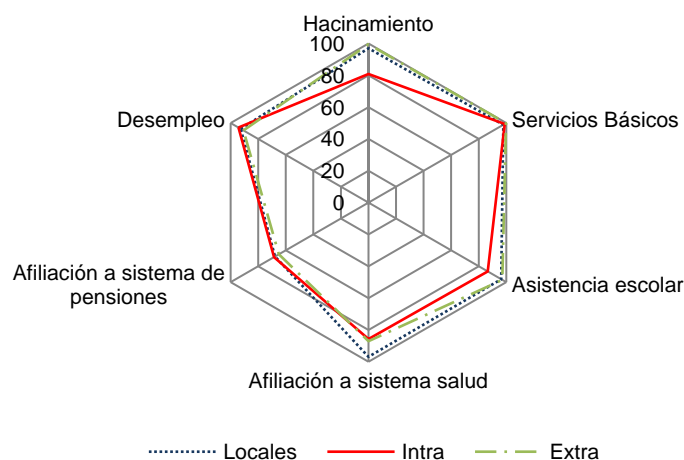 Hacinamiento
100
80
60
40
20
0
Servicios Básicos
Asistencia escolar
Afiliación a sistema salud
Afiliación a sistema de
pensiones
Desempleo
Locales Intra Extra